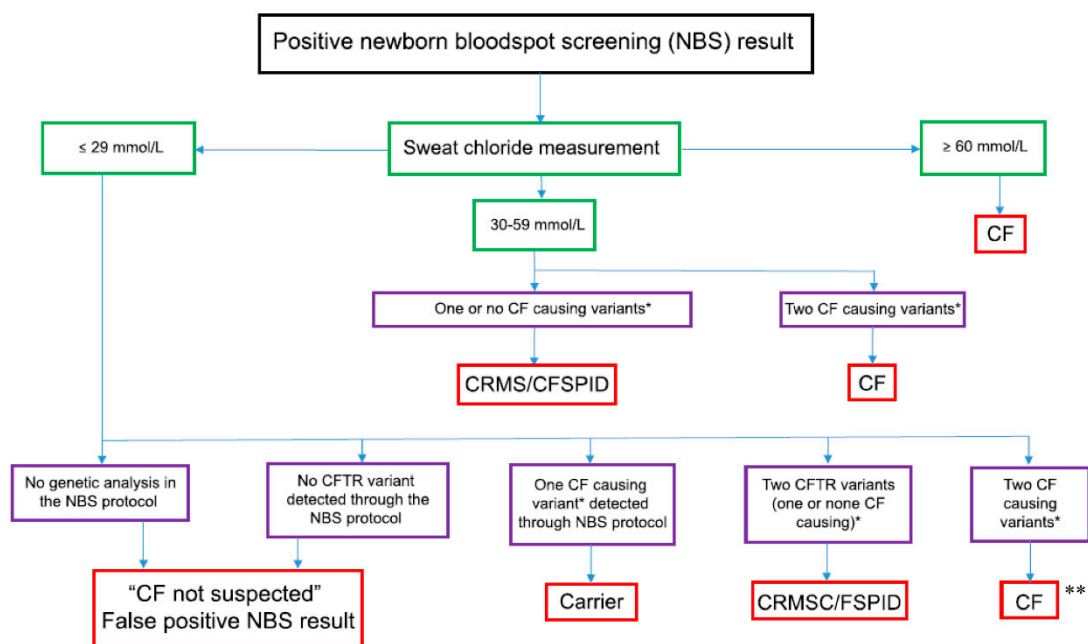 Positive newborn bloodspot screening (NBS) result
≤ 29 mmol/L
Sweat chloride measurement
≥ 60 mmol/L
30-59 mmol/L
CF
One or no CF causing variants*
Two CF causing variants*
CRMS/CFSPID
CF
No genetic analysis in
the NBS protocol
No CFTR variant
detected through the
NBS protocol
One CF causing
variant* detected
through NBS protocol
Two CFTR variants
(one or none CF
causing)*
Two CF
causing
variants*
“CF not suspected”
False positive NBS result
Carrier
CRMSC/FSPID
CF **